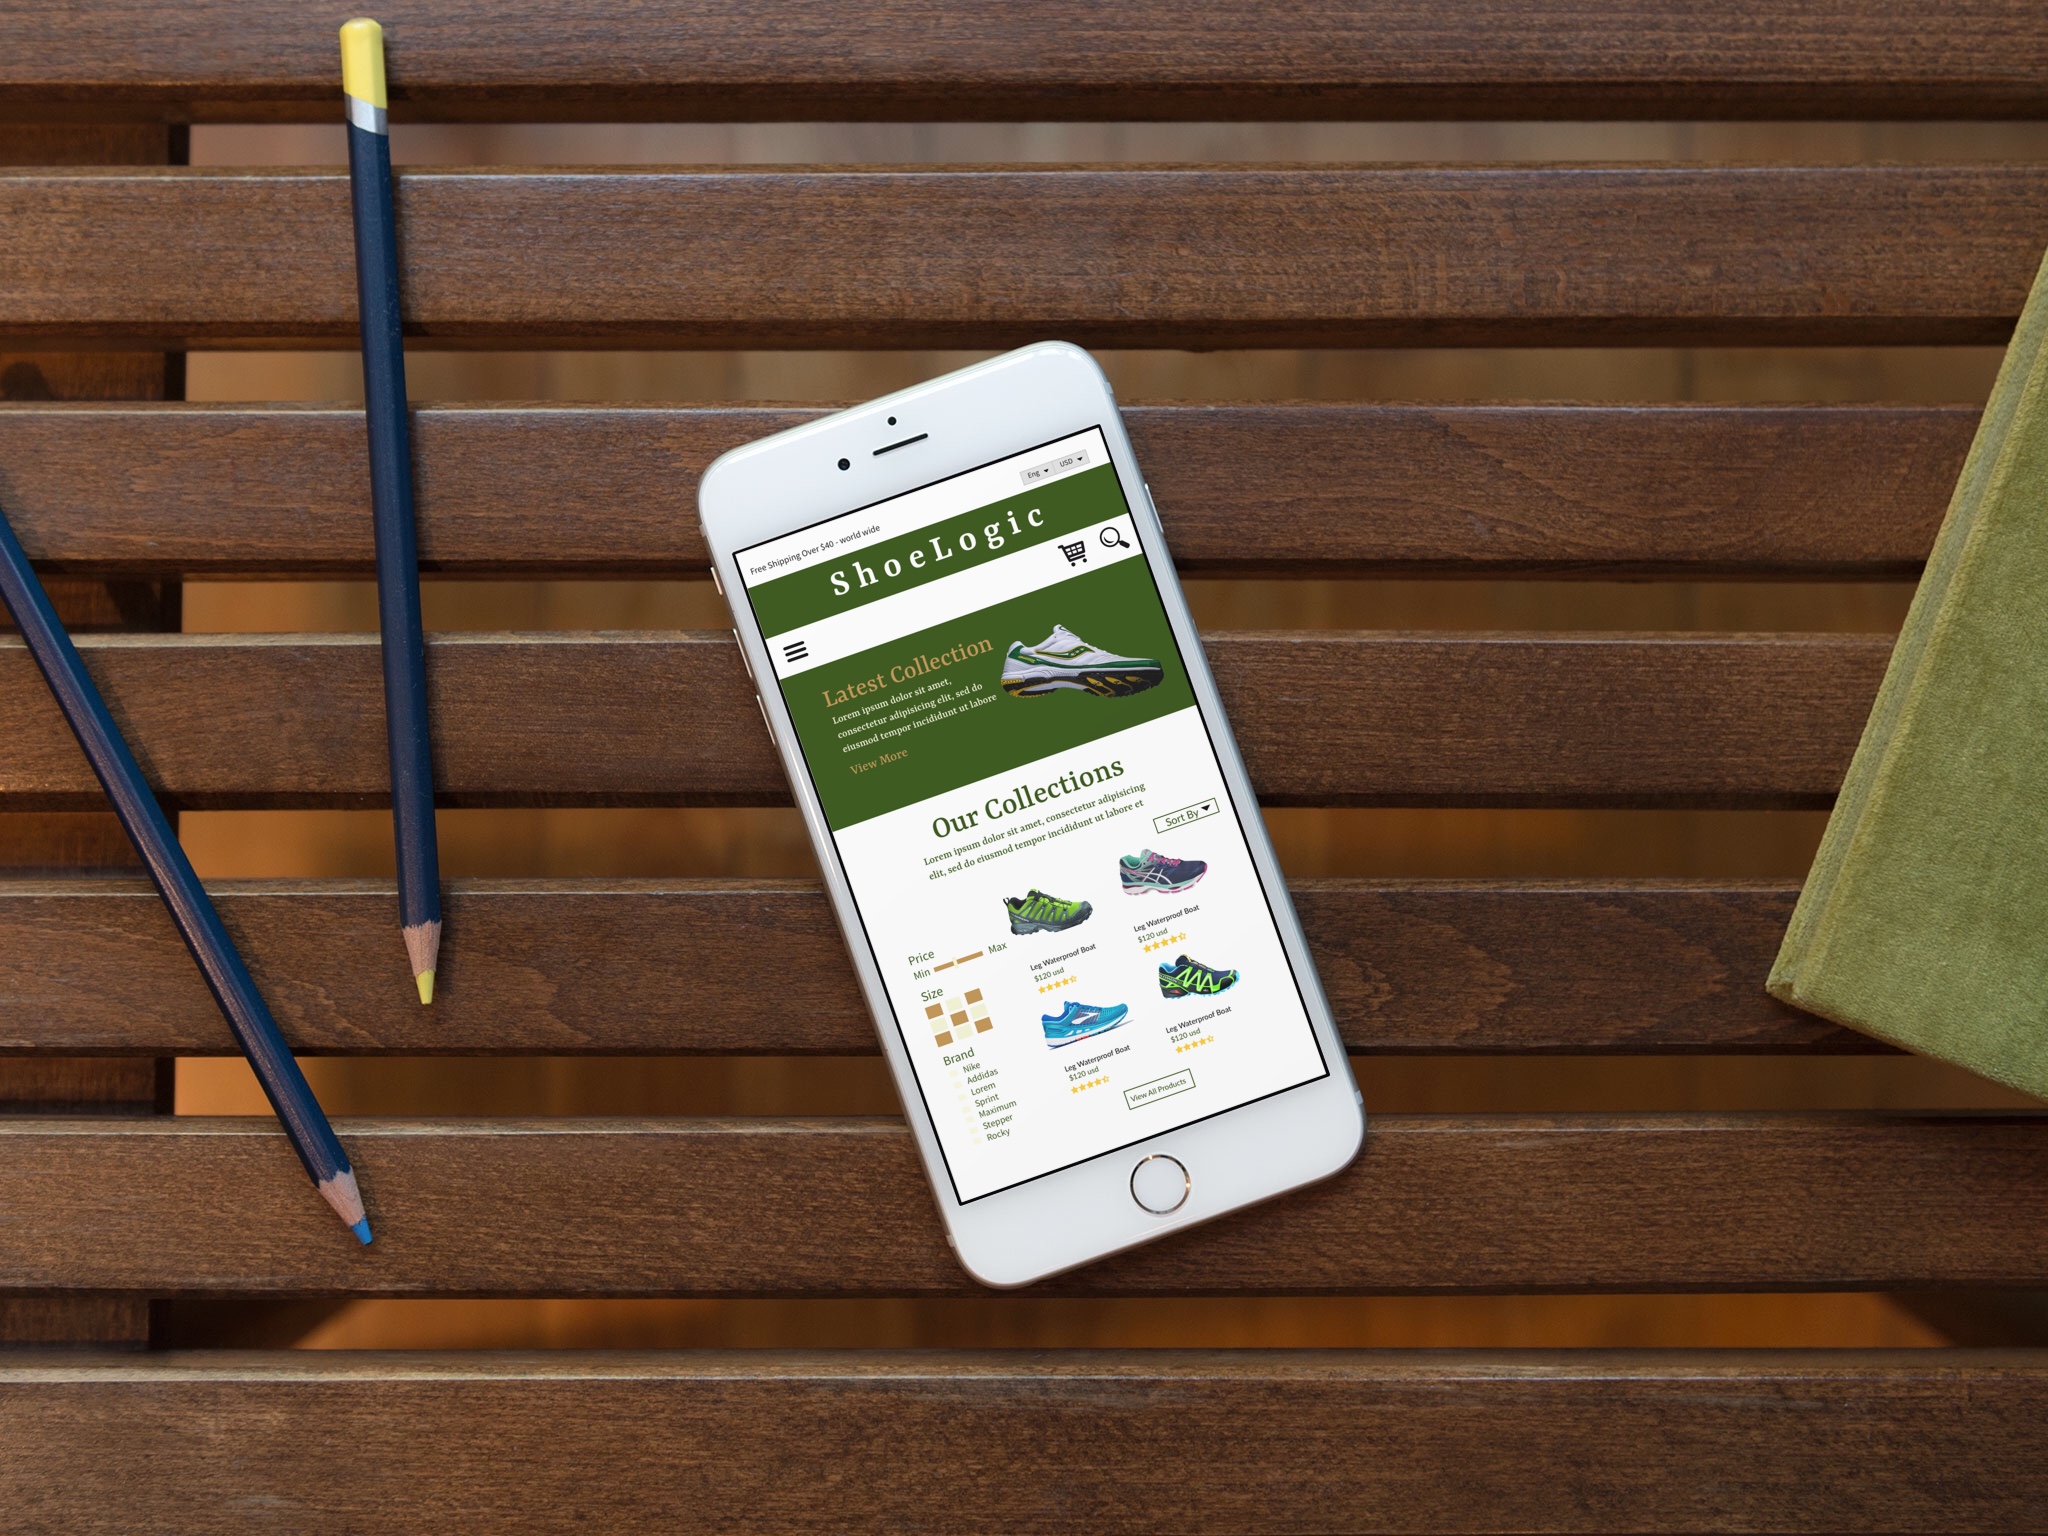 Free Shipping Over $40 - world wide
Eng
USD
ShoeLogic
Latest Collection
Lorem ipsum dolor sit amet,
consectetur adipisicing elit, sed do
eiusmod tempor incididunt ut labore
View More
Our Collections
Lorem ipsum dolor sit amet, consectetur adipisicing
elit, sed do eiusmod tempor incididunt ut labore et
Sort By
Price
Min
Max
Size
Brand
Nike
Addidas
Lorem
Sprint
Maximum
Stepper
Rocky
Leg Waterproof Boat
$120 usd
Leg Waterproof Boat
$120 usd
Leg Waterproof Boat
$120 usd
Leg Waterproof Boat
$120 usd
View All Products